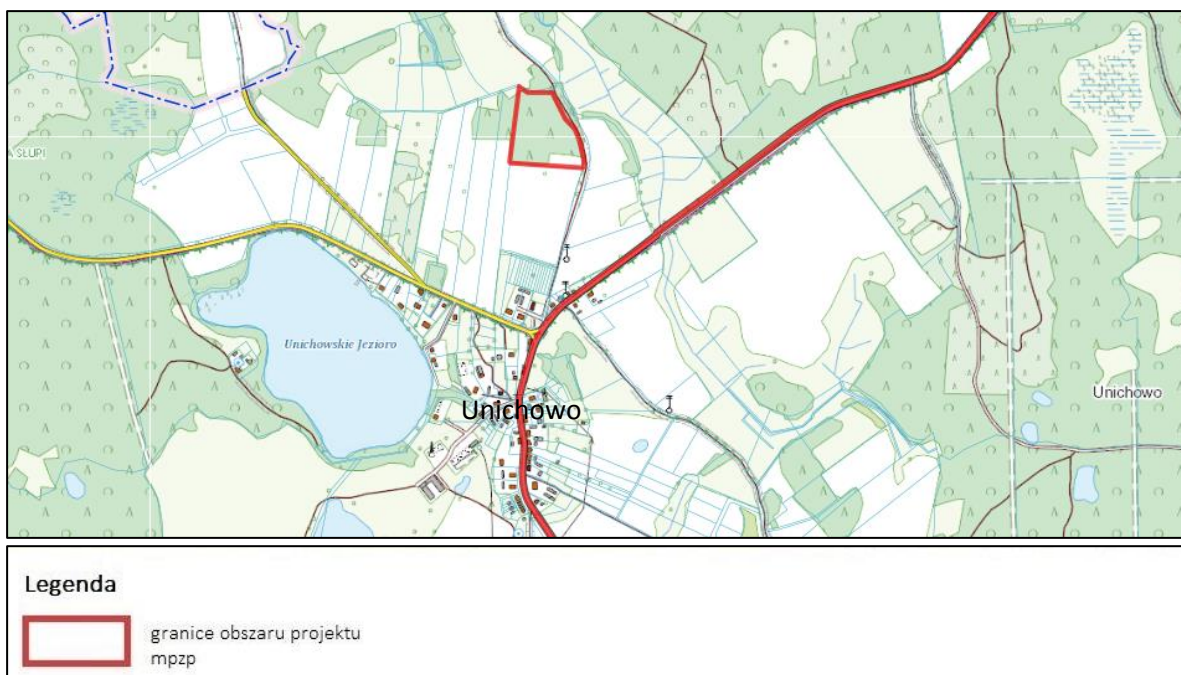 SŁUPI
Unichowskie Jezioro
Unichowo
Unichowo
Legenda
granice obszaru projektu
mpzp